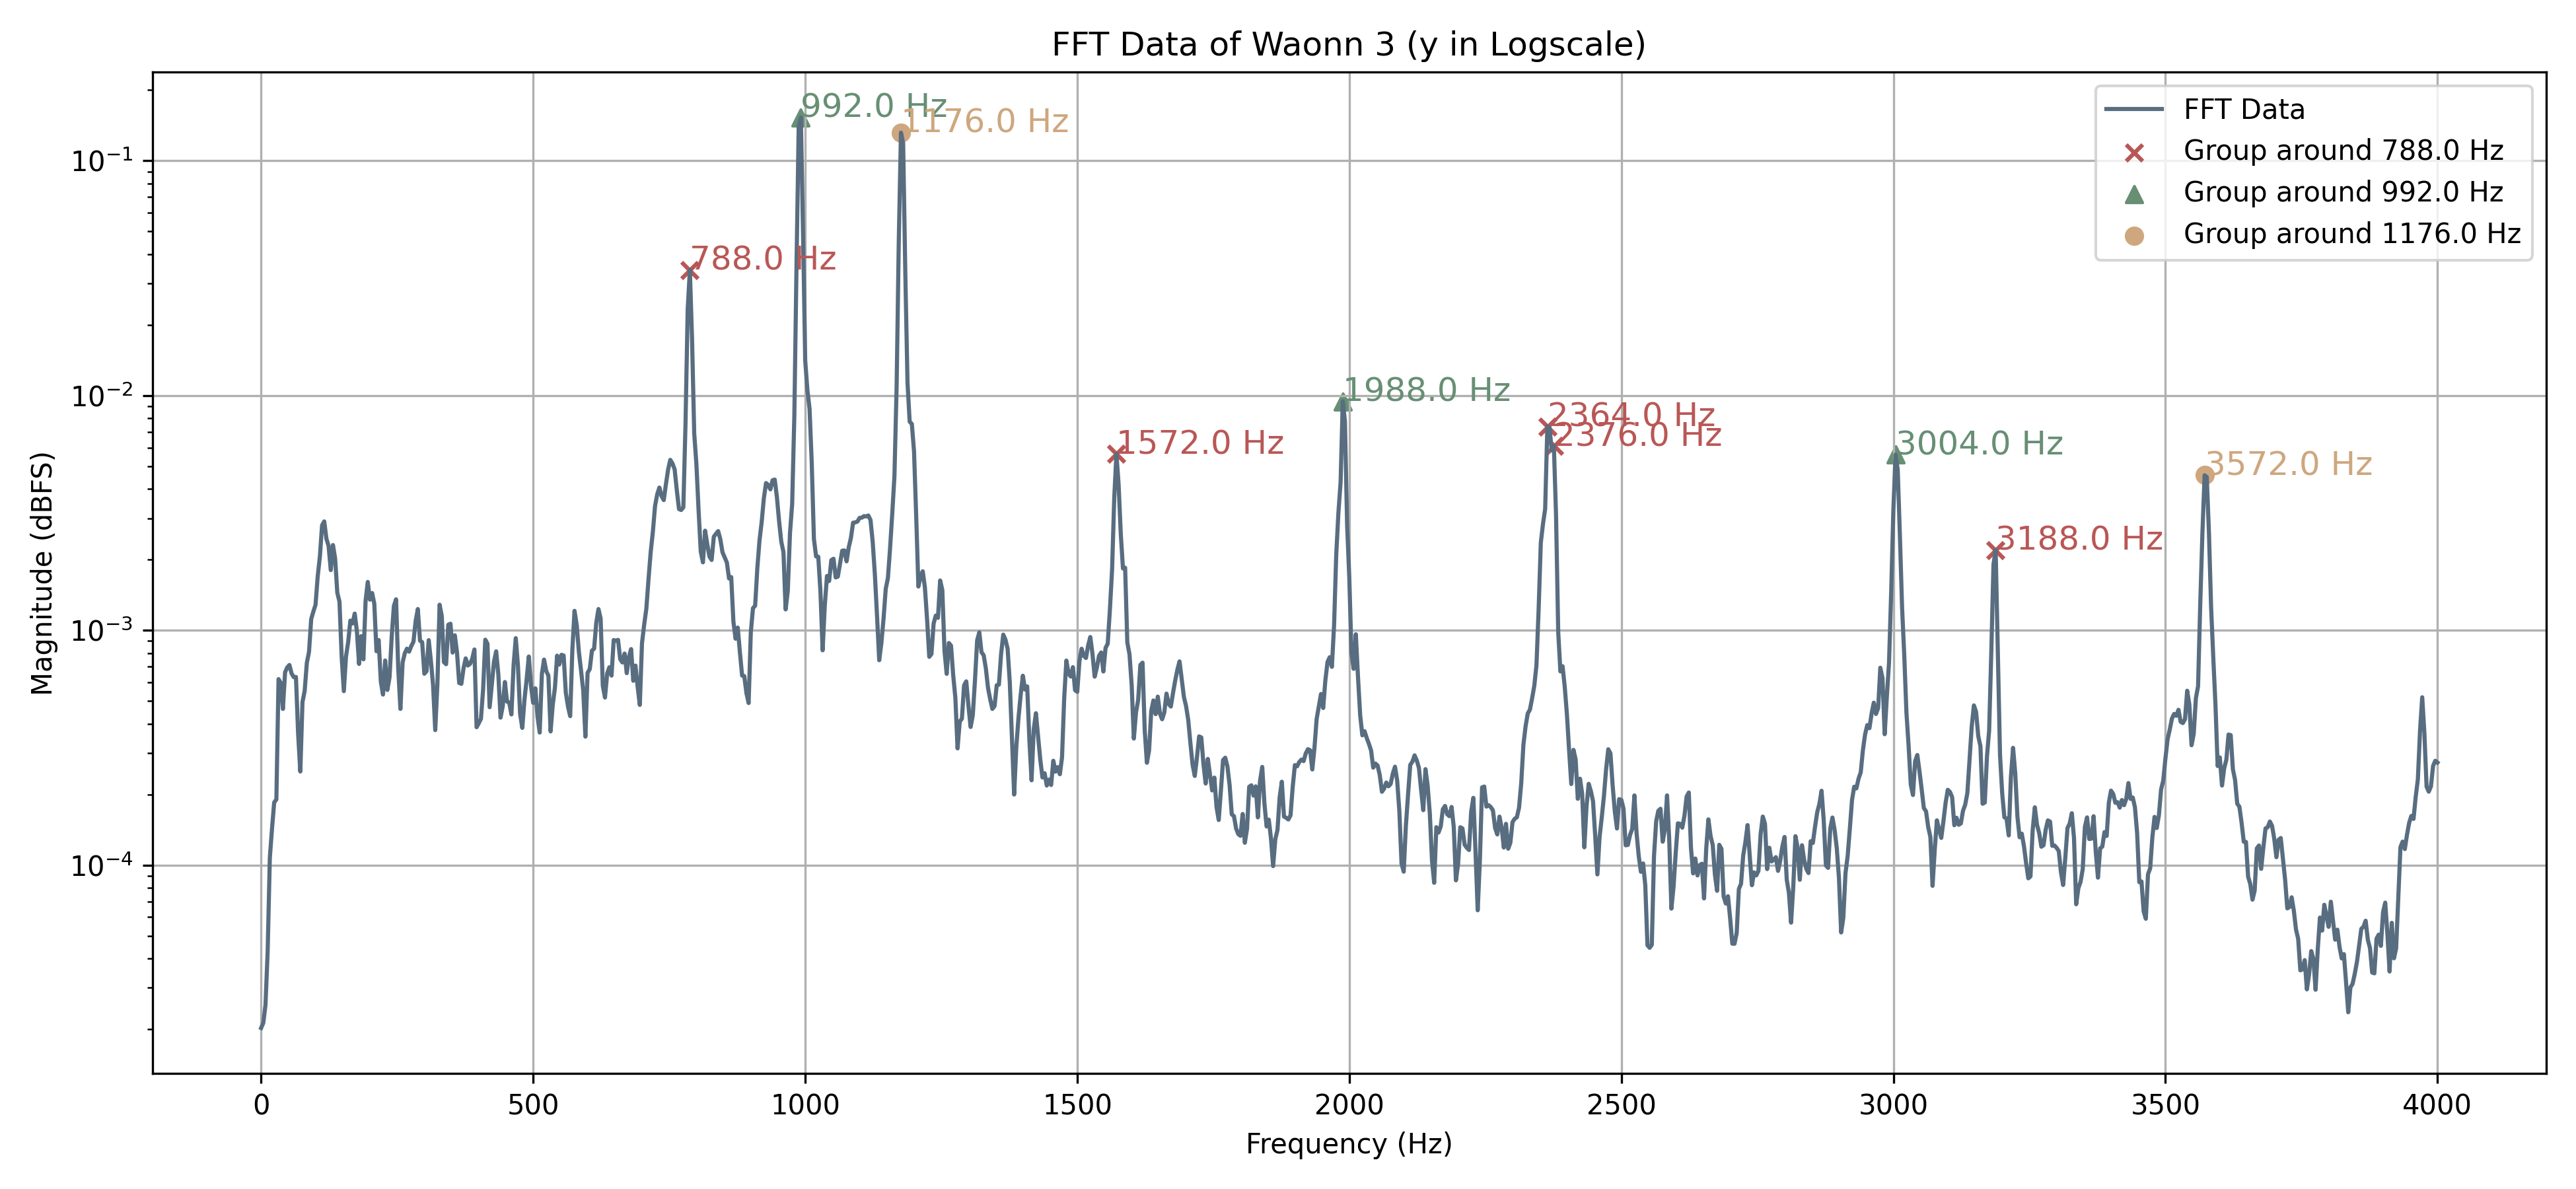 FFT Data of Waonn 3 (y in Logscale)
Magnitude (dBFS)
10⁻¹
10⁻²
10⁻³
10⁻⁴
992.0 Hz
1176.0 Hz
788.0 Hz
1988.0 Hz
2364.0 Hz
2376.0 Hz
1572.0 Hz
3004.0 Hz
3572.0 Hz
3188.0 Hz
FFT Data
Group around 788.0 Hz
Group around 992.0 Hz
Group around 1176.0 Hz
0 500 1000 1500 2000 2500 3000 3500 4000
Frequency (Hz)